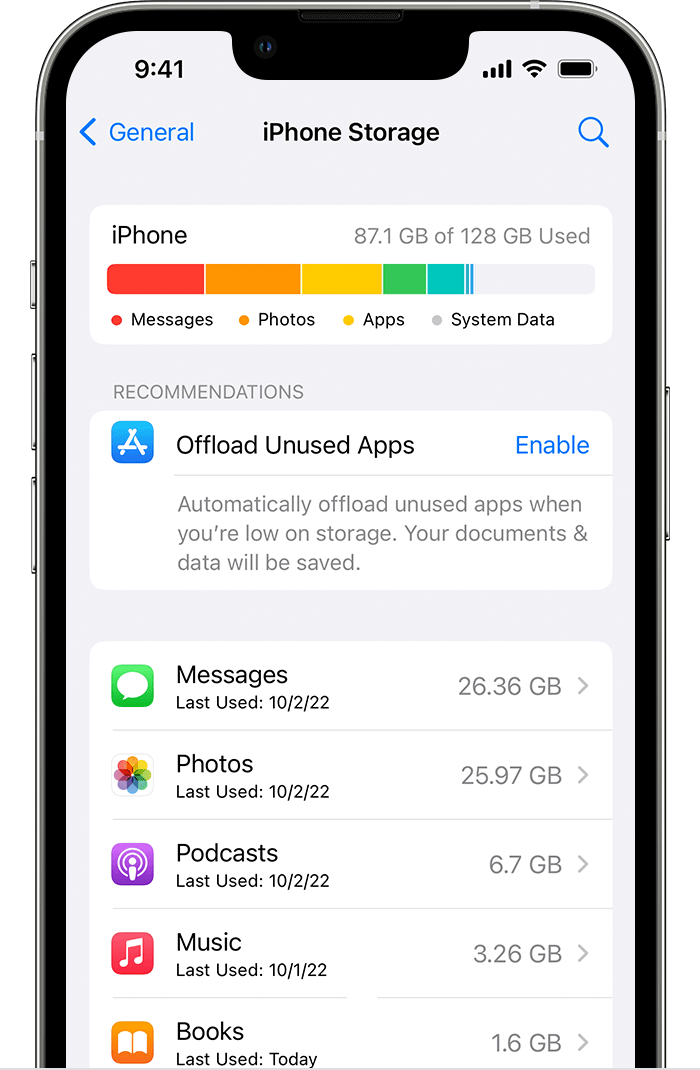 9:41
General
iPhone Storage
iPhone
87.1 GB of 128 GB Used
Messages
Photos
Apps
System Data
RECOMMENDATIONS
Offload Unused Apps
Enable
Automatically offload unused apps when
you’re low on storage. Your documents &
data will be saved.
Messages
26.36 GB
Last Used: 10/2/22
Photos
25.97 GB
Last Used: 10/2/22
Podcasts
6.7 GB
Last Used: 10/2/22
Music
3.26 GB
Last Used: 10/1/22
Books
1.6 GB
Last Used: Today